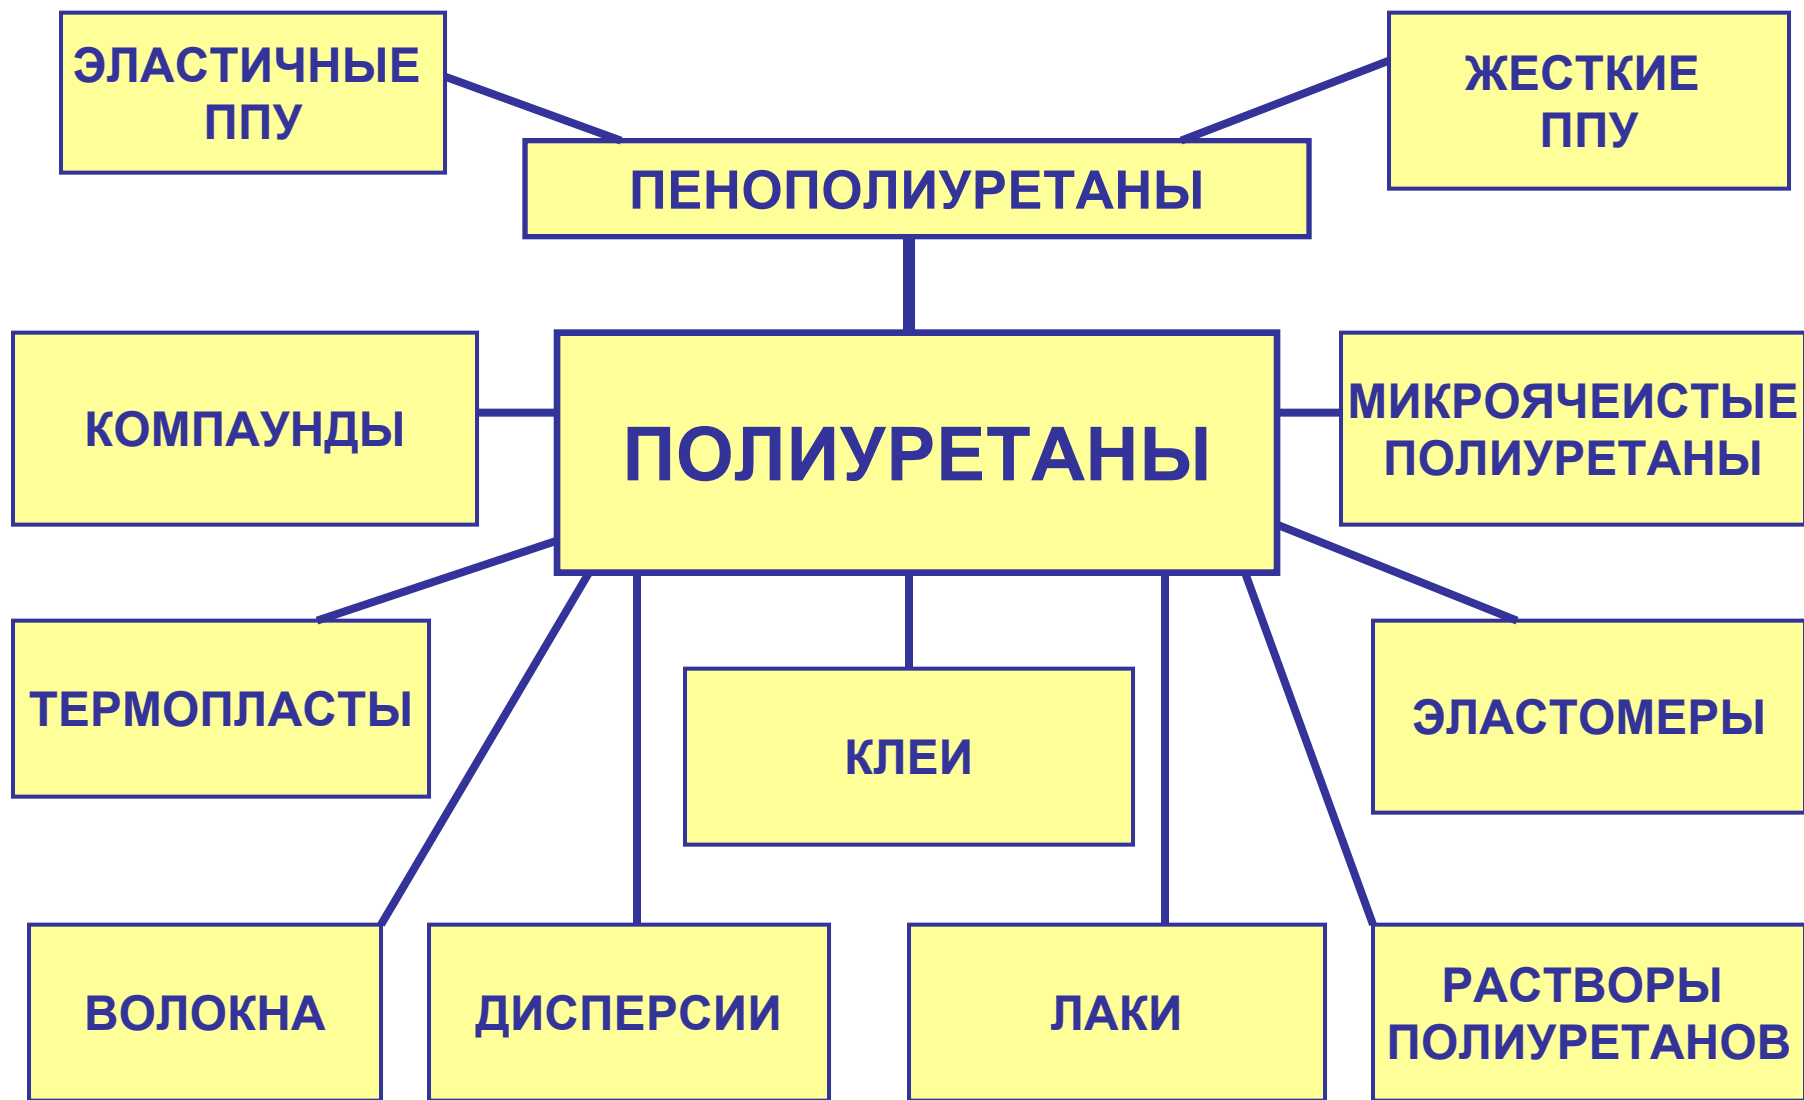 ЭЛАСТИЧНЫЕ
ППУ
ЖЕСТКИЕ
ППУ
ПЕНОПОЛИУРЕТАНЫ
КОМПАУНДЫ
ПОЛИУРЕТАНЫ
МИКРОЯЧЕИСТЫЕ
ПОЛИУРЕТАНЫ
ТЕРМОПЛАСТЫ
КЛЕИ
ЭЛАСТОМЕРЫ
ВОЛОКНА
ДИСПЕРСИИ
ЛАКИ
РАСТВОРЫ
ПОЛИУРЕТАНОВ